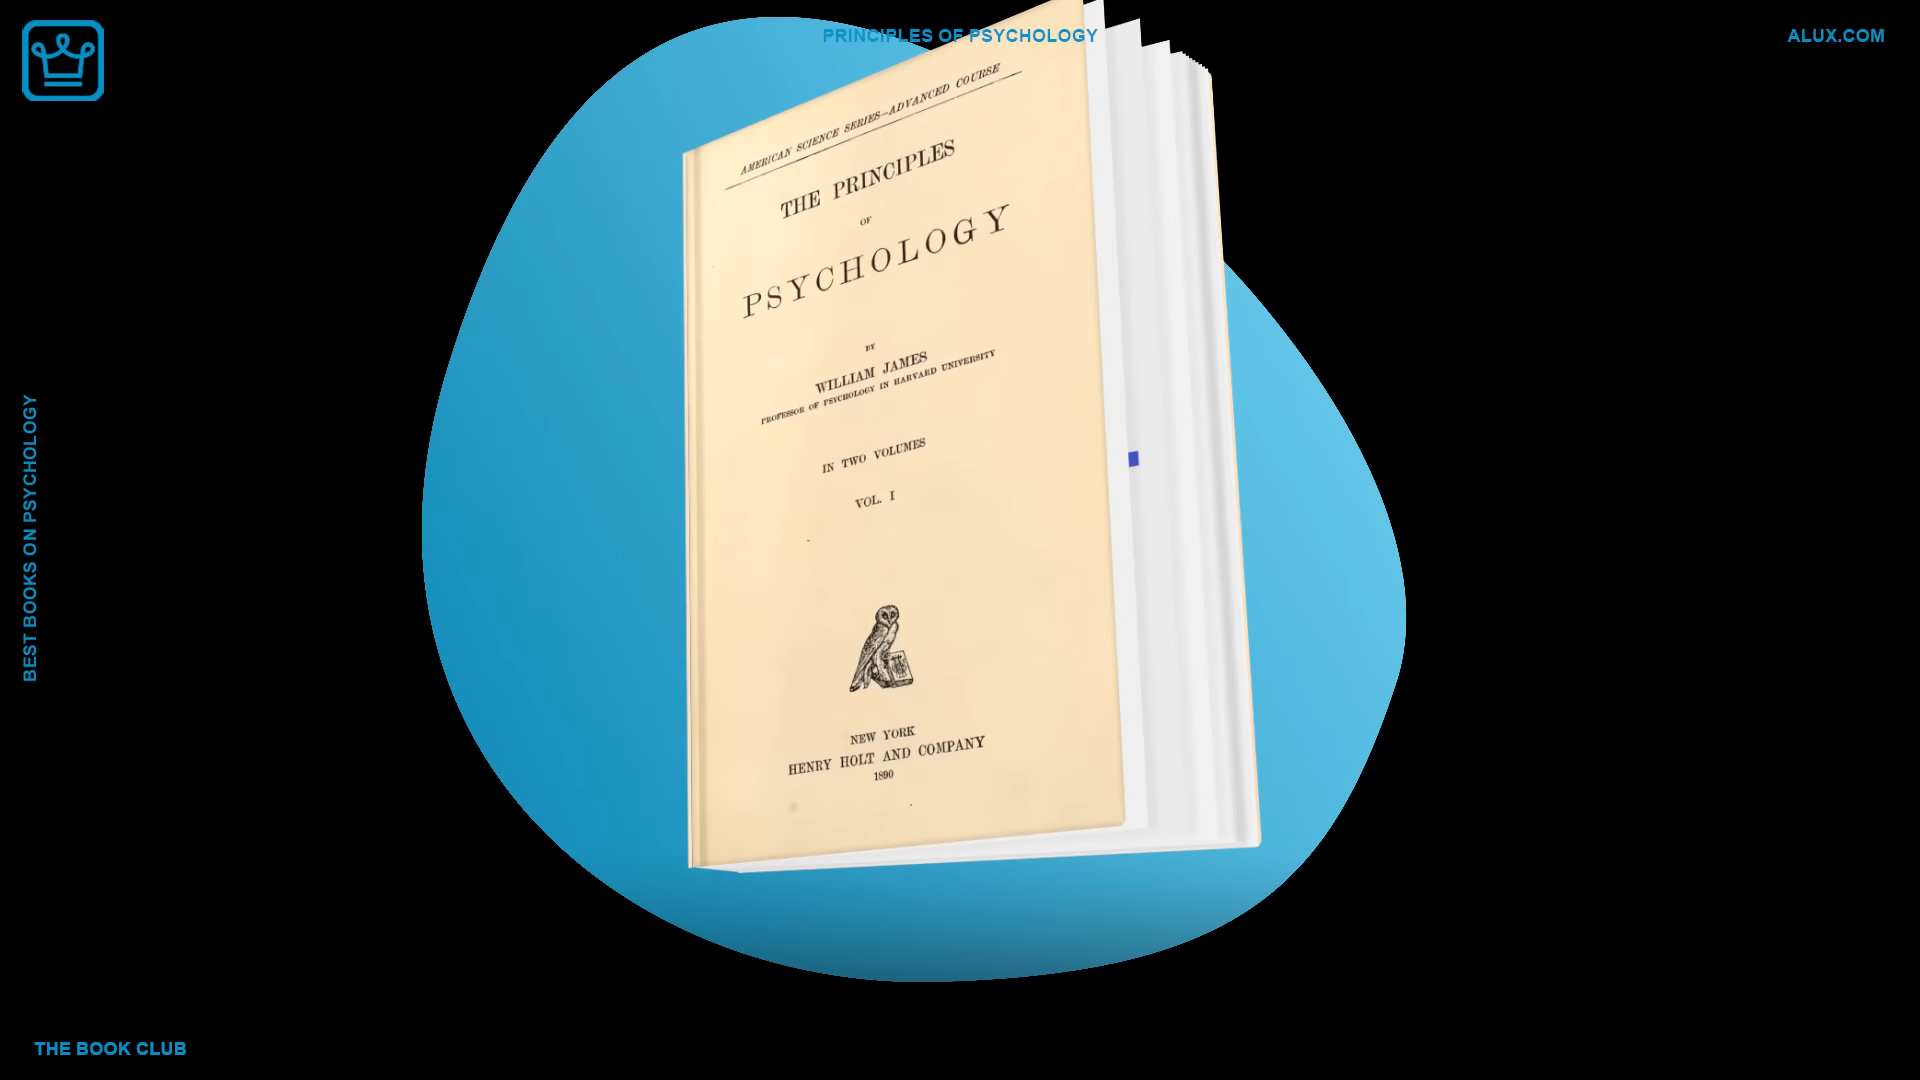 PRINCIPLES OF PSYCHOLOGY
ALUX.COM
AMERICAN SCIENCE SERIES—ADVANCED COURSE
THE PRINCIPLES
OF
PSYCHOLOGY
BY
WILLIAM JAMES
PROFESSOR OF PSYCHOLOGY IN HARVARD UNIVERSITY
IN TWO VOLUMES
VOL. I
NEW YORK
HENRY HOLT AND COMPANY
1890
BEST BOOKS ON PSYCHOLOGY
THE BOOK CLUB